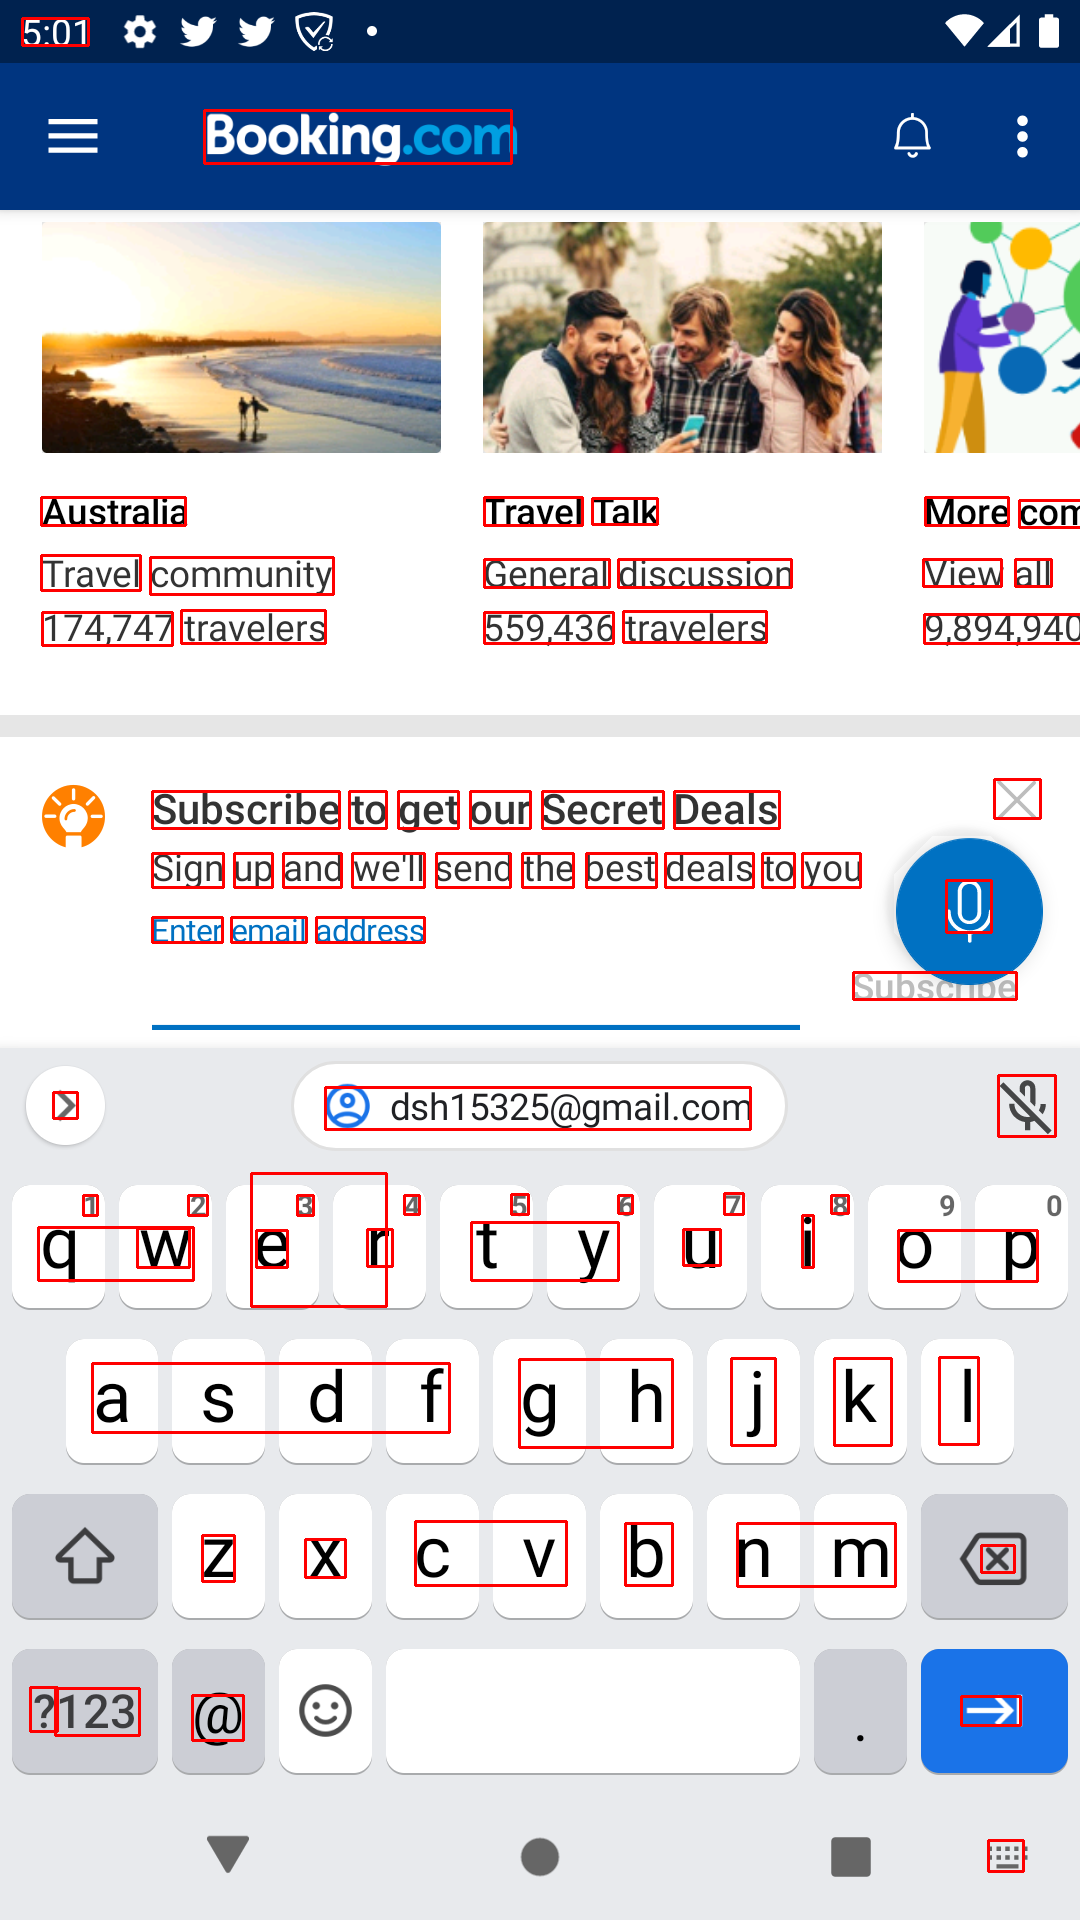 5:01
Booking.com
Australia Travel Talk More com
Travel community General discussion View all
174,747 travelers 559,436 travelers 9,894,940
Subscribe to get our Secret Deals
Sign up and we'll send the best deals to you
Enter email address
Subscribe
dsh15325@gmail.com
1 2 3 4 5 6 7 8 9 0
q w e r t y u i o p
a s d f g h j k l
z x c v b n m
?123 @ .